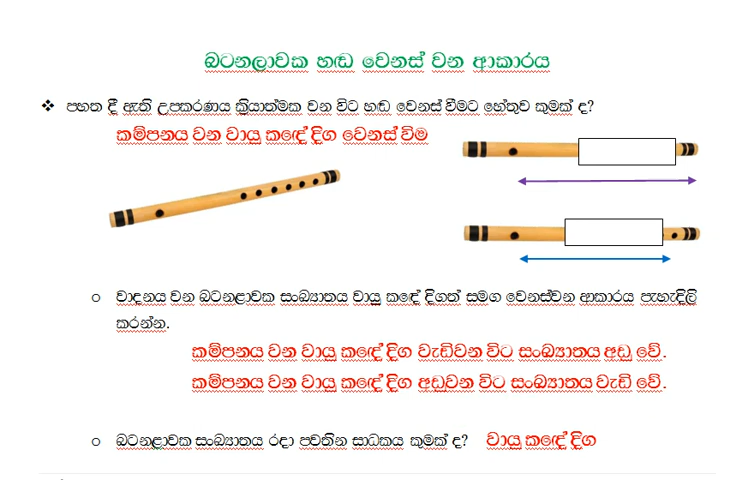 බටනලාවක හඬ වෙනස් වන ආකාරය
❖ පහත දී ඇති උපකරණය ක්‍රියාත්මක වන විට හඬ වෙනස් වීමට හේතුව කුමක් ද?
කම්පනය වන වායු කඳේ දිග වෙනස් වීම
o වාදනය වන බටනළාවක සංඛ්‍යාතය වායු කඳේ දිගත් සමග වෙනස්වන ආකාරය පැහැදිලි
කරන්න.
කම්පනය වන වායු කඳේ දිග වැඩිවන විට සංඛ්‍යාතය අඩු වේ.
කම්පනය වන වායු කඳේ දිග අඩුවන විට සංඛ්‍යාතය වැඩි වේ.
o බටනළාවක සංඛ්‍යාතය රඳා පවතින සාධකය කුමක් ද? වායු කඳේ දිග